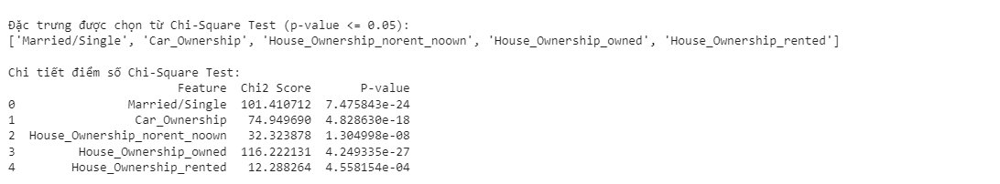 Đặc trưng được chọn từ Chi-Square Test (p-value <= 0.05):
['Married/Single', 'Car_Ownership', 'House_Ownership_norent_noown', 'House_Ownership_owned', 'House_Ownership_rented']
Chi tiết điểm số Chi-Square Test:
Feature Chi2 Score P-value
0 Married/Single 101.410712 7.475843e-24
1 Car_Ownership 74.949690 4.828630e-18
2 House_Ownership_norent_noown 32.323878 1.304998e-08
3 House_Ownership_owned 116.222131 4.249335e-27
4 House_Ownership_rented 12.288264 4.558154e-04